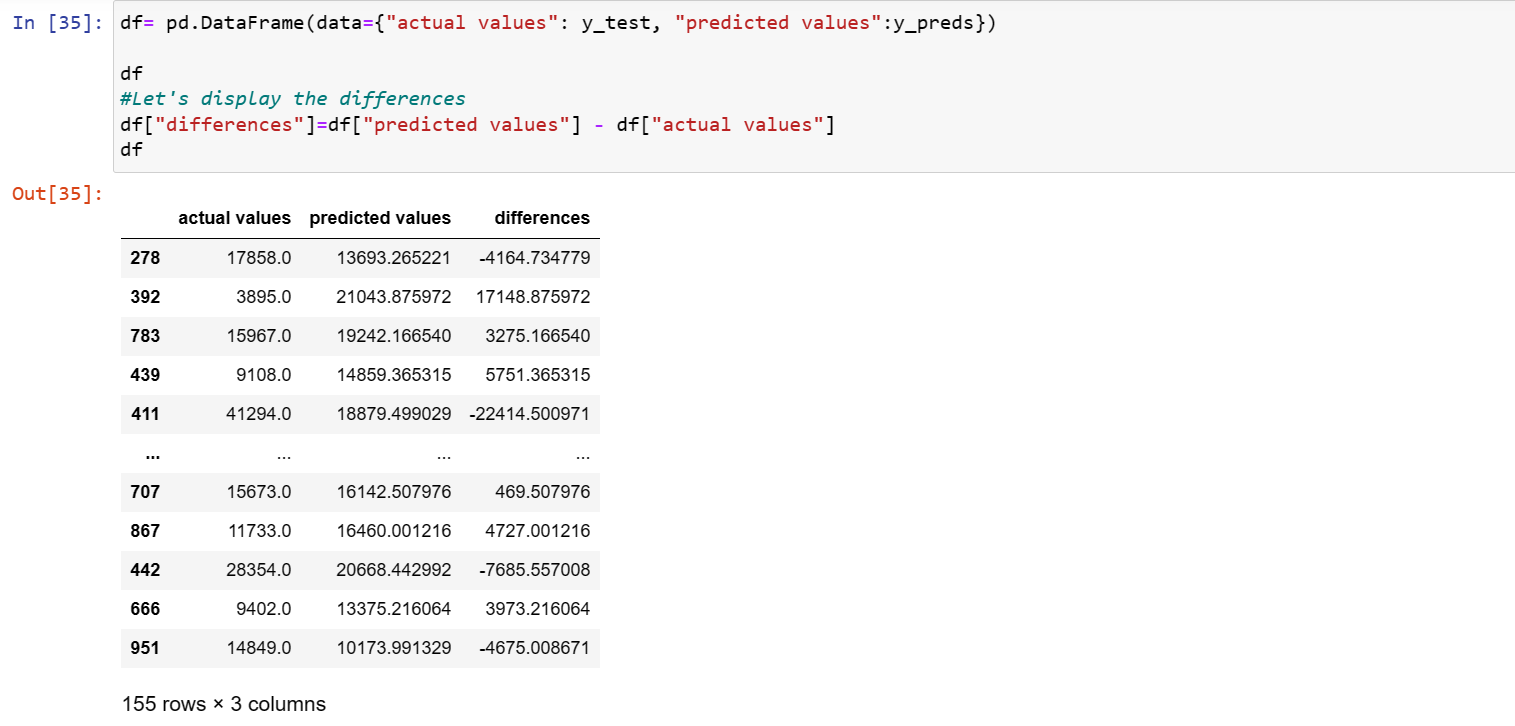 In [35]: df= pd.DataFrame(data={"actual values": y_test, "predicted values":y_preds})
df
#Let's display the differences
df["differences"]=df["predicted values"] - df["actual values"]
df
Out[35]:
actual values predicted values differences
278 17858.0 13693.265221 -4164.734779
392 3895.0 21043.875972 17148.875972
783 15967.0 19242.166540 3275.166540
439 9108.0 14859.365315 5751.365315
411 41294.0 18879.499029 -22414.500971
... ... ... ...
707 15673.0 16142.507976 469.507976
867 11733.0 16460.001216 4727.001216
442 28354.0 20668.442992 -7685.557008
666 9402.0 13375.216064 3973.216064
951 14849.0 10173.991329 -4675.008671
155 rows × 3 columns